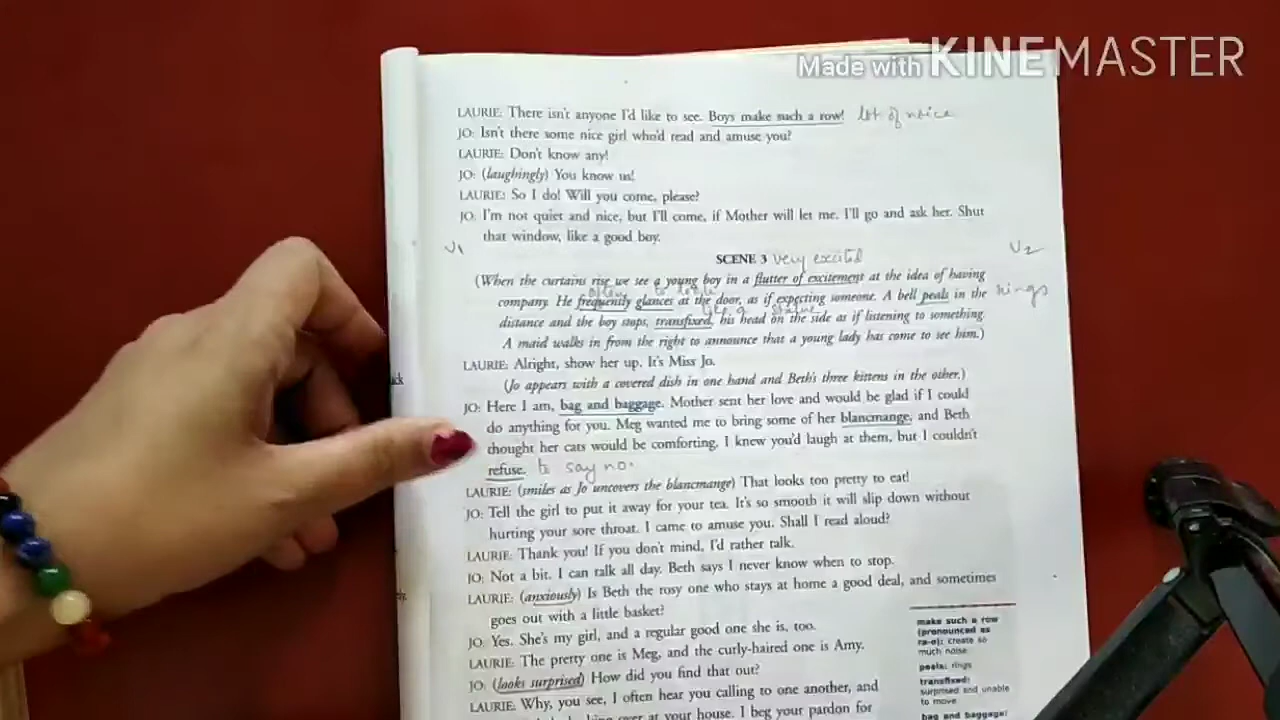 Made with KINEMASTER
LAURIE: There isn't anyone I'd like to see. Boys make such a row! lot of noice
JO: Isn't there some nice girl who'd read and amuse you?
LAURIE: Don't know any!
JO: (laughingly) You know us!
LAURIE: So I do! Will you come, please?
JO: I'm not quiet and nice, but I'll come, if Mother will let me. I'll go and ask her. Shut
that window, like a good boy.
V1
V2
SCENE 3 very excited
(When the curtains rise we see a young boy in a flutter of excitement at the idea of having
often to look
company. He frequently glances at the door, as if expecting someone. A bell peals in the rings
like a statue
distance and the boy stops, transfixed, his head on the side as if listening to something.
A maid walks in from the right to announce that a young lady has come to see him.)
LAURIE: Alright, show her up. It's Miss Jo.
(Jo appears with a covered dish in one hand and Beth's three kittens in the other.)
JO: Here I am, bag and baggage. Mother sent her love and would be glad if I could
do anything for you. Meg wanted me to bring some of her blancmange, and Beth
thought her cats would be comforting. I knew you'd laugh at them, but I couldn't
refuse. to say no.
LAURIE: (smiles as Jo uncovers the blancmange) That looks too pretty to eat!
JO: Tell the girl to put it away for your tea. It's so smooth it will slip down without
hurting your sore throat. I came to amuse you. Shall I read aloud?
LAURIE: Thank you! If you don't mind, I'd rather talk.
JO: Not a bit. I can talk all day. Beth says I never know when to stop.
LAURIE: (anxiously) Is Beth the rosy one who stays at home a good deal, and sometimes
goes out with a little basket?
JO: Yes. She's my girl, and a regular good one she is, too.
LAURIE: The pretty one is Meg, and the curly-haired one is Amy.
JO: (looks surprised) How did you find that out?
LAURIE: Why, you see, I often hear you calling to one another, and
over at your house. I beg your pardon for
make such a row
(pronounced as
ra-o): create so
much noise
peals: rings
transfixed:
surprised and unable
to move
bag and baggage: